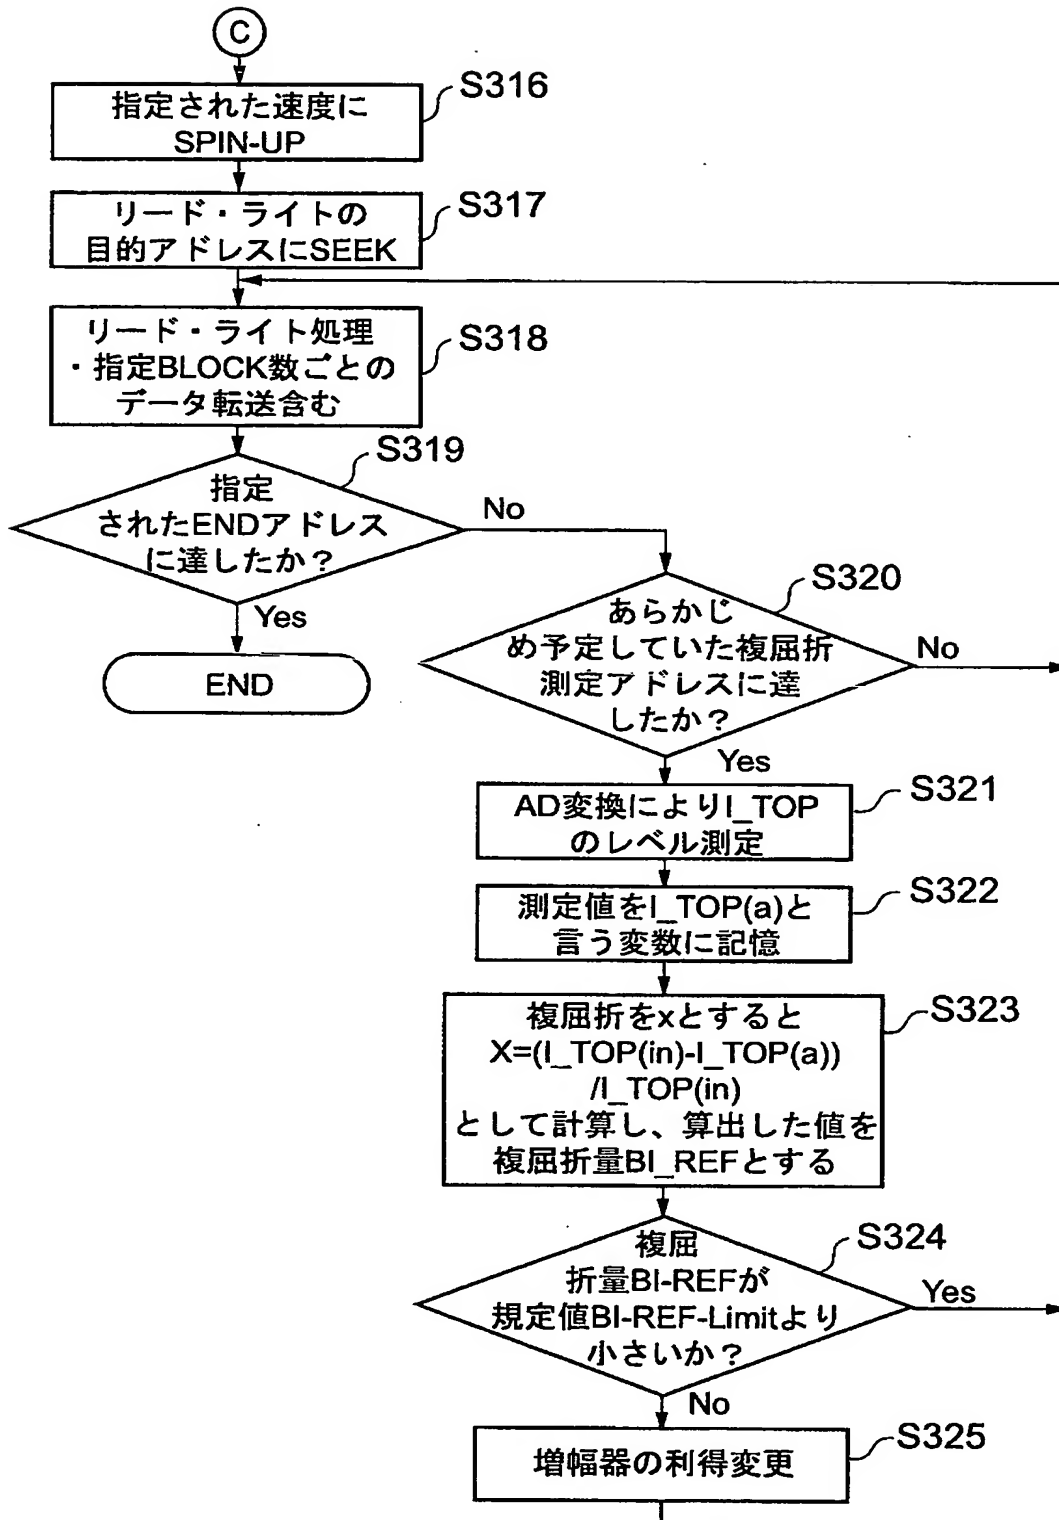 C
S316
指定された速度に
SPIN-UP
S317
リード・ライトの
目的アドレスにSEEK
S318
リード・ライト処理
・指定BLOCK数ごとの
データ転送含む
S319
指定
されたENDアドレス
に達したか？
No
Yes
END
S320
あらかじ
め予定していた複屈折
測定アドレスに達
したか？
No
Yes
S321
AD変換によりI_TOP
のレベル測定
S322
測定値をI_TOP(a)と
言う変数に記憶
S323
複屈折をxとすると
X=(I_TOP(in)-I_TOP(a))
/I_TOP(in)
として計算し、算出した値を
複屈折量BI_REFとする
S324
複屈
折量BI-REFが
規定値BI-REF-Limitより
小さいか？
Yes
No
S325
増幅器の利得変更